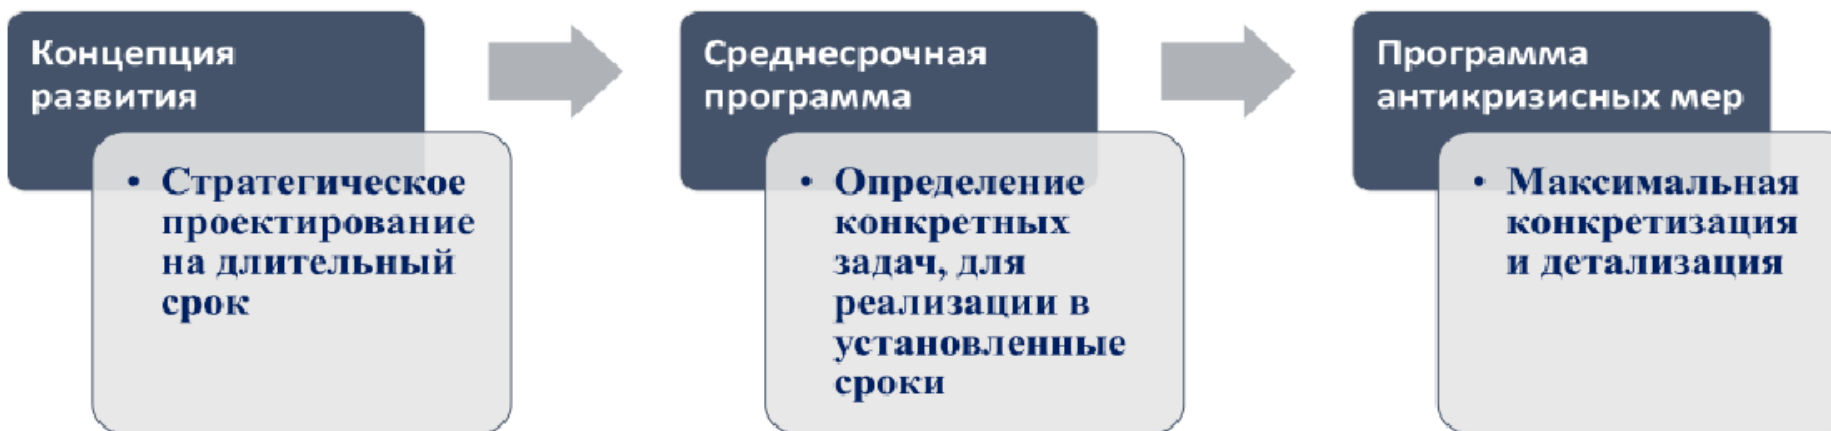 Концепция
развития
• Стратегическое
проектирование
на длительный
срок
Среднесрочная
программа
• Определение
конкретных
задач, для
реализации в
установленные
сроки
Программа
антикризисных мер
• Максимальная
конкретизация
и детализация